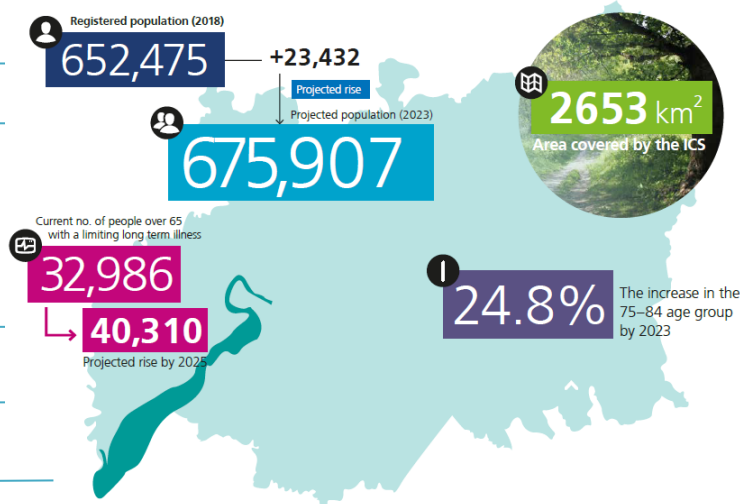 Registered population (2018)
652,475
+23,432
Projected rise
Projected population (2023)
675,907
2653 km²
Area covered by the ICS
Current no. of people over 65
with a limiting long term illness
32,986
40,310
Projected rise by 2025
24.8%
The increase in the
75–84 age group
by 2023